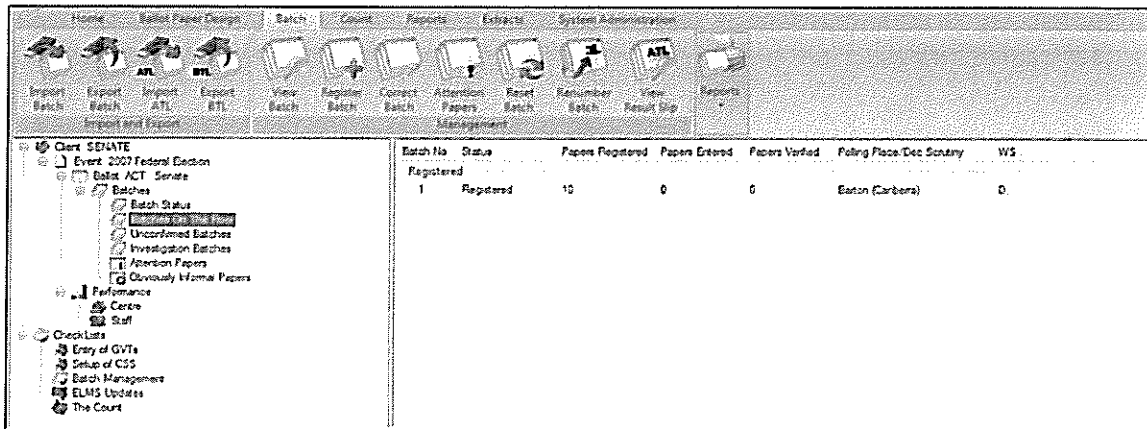 Home Ballot Paper Design Batch Count Reports Extracts System Administration
Import Batch Export Batch Import ATL Export BTL View Batch Register Batch Correct Batch Attention Papers Reset Batch Renumber Batch View Result Slip Reports
Import and Export Management
Client SENATE
Event 2007 Federal Election
Ballot ACT Senate
Batches
Batch Status
Unconfirmed Batches
Investigation Batches
Attention Papers
Obviously Informal Papers
Performance
Centre
Staff
CheckLists
Entry of GVTs
Setup of CSS
Batch Management
ELMS Updates
The Count
Batch No Status Papers Registered Papers Entered Papers Verified Polling Place/Dec Scrutiny WS
Registered
1 Registered 10 0 0 Barton (Canberra) 0